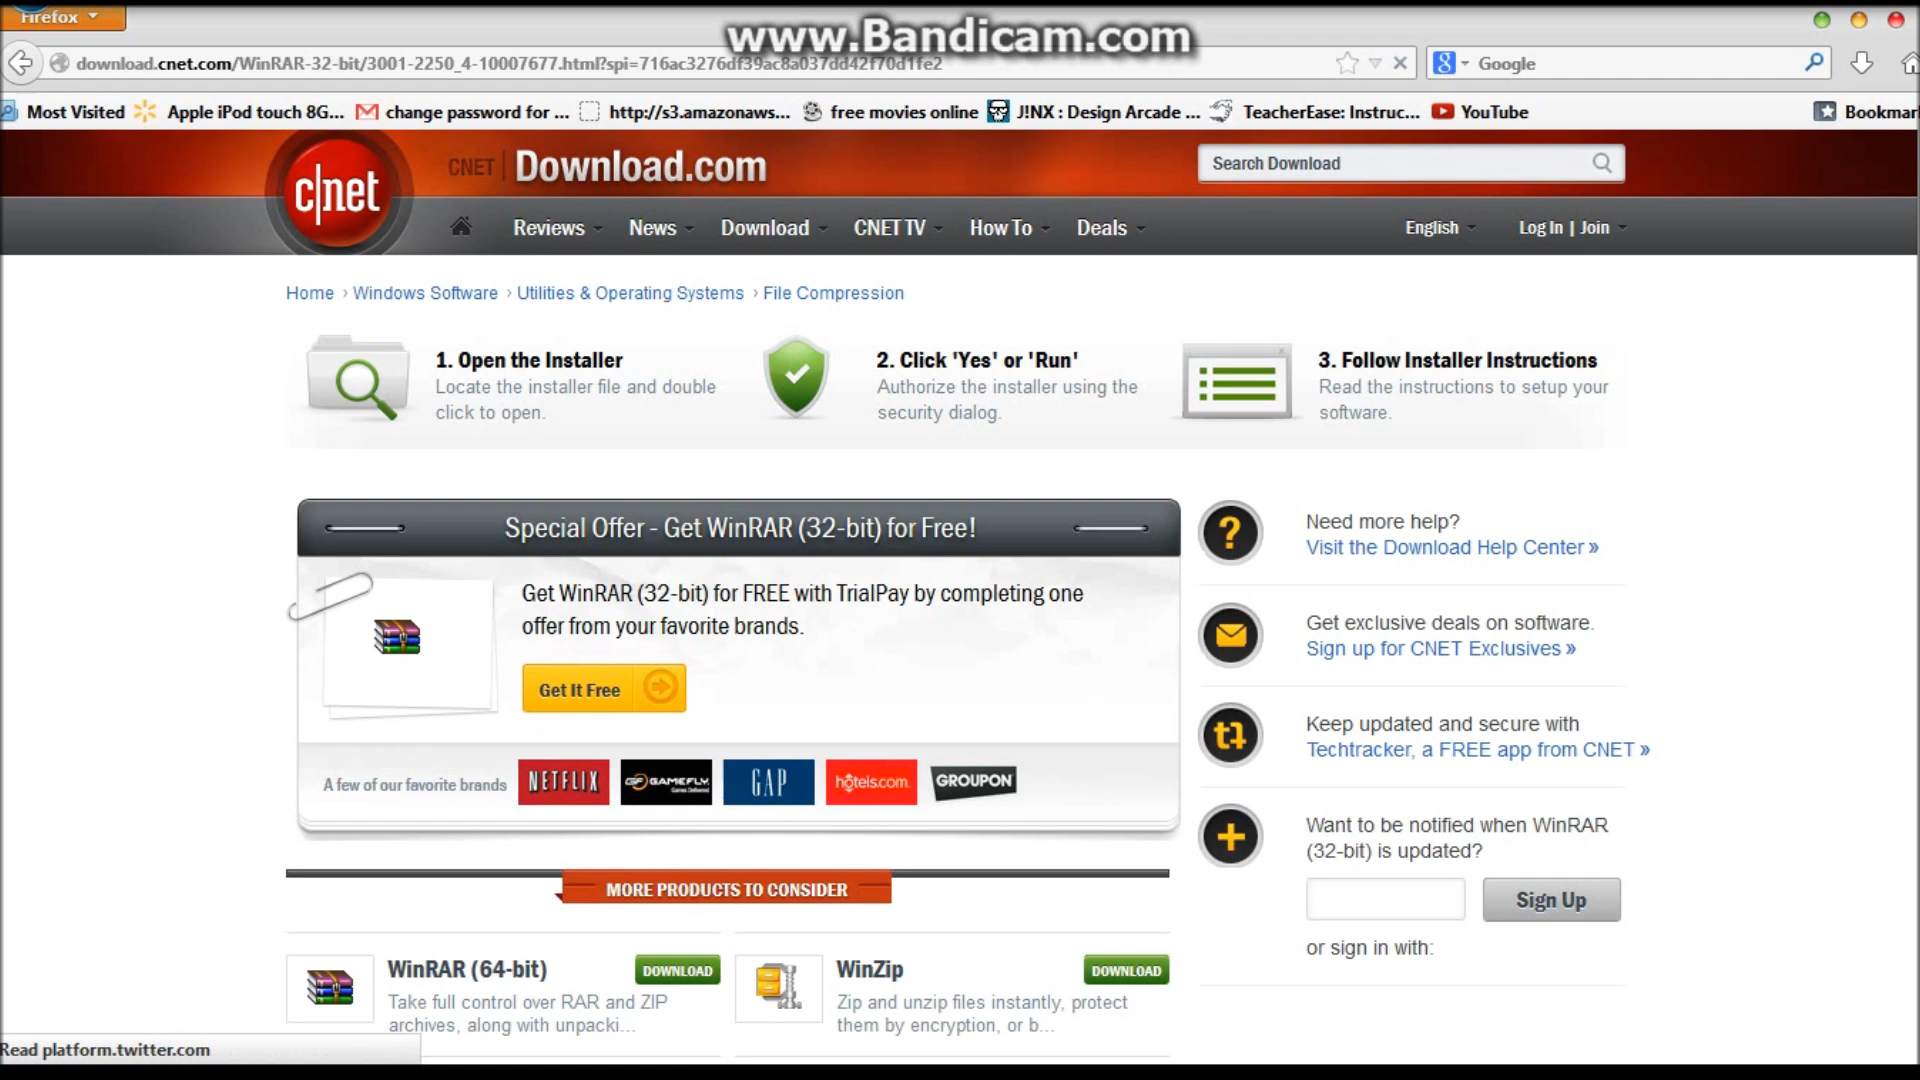 Firefox
www.Bandicam.com
download.cnet.com/WinRAR-32-bit/3001-2250_4-10007677.html?spi=716ac3276df39ac8a037dd42f70d1fe2
Google
Most Visited Apple iPod touch 8G... change password for ... http://s3.amazonaws... free movies online J!NX : Design Arcade ... TeacherEase: Instruc... YouTube Bookmar
c|net
CNET | Download.com
Search Download
Reviews News Download CNET TV How To Deals English Log In | Join
Home › Windows Software › Utilities & Operating Systems › File Compression
1. Open the Installer
Locate the installer file and double
click to open.
2. Click 'Yes' or 'Run'
Authorize the installer using the
security dialog.
3. Follow Installer Instructions
Read the instructions to setup your
software.
Special Offer - Get WinRAR (32-bit) for Free!
Get WinRAR (32-bit) for FREE with TrialPay by completing one
offer from your favorite brands.
Get It Free
A few of our favorite brands NETFLIX GF GAMEFLY. Games Delivered GAP hotels.com GROUPON
Need more help?
Visit the Download Help Center »
Get exclusive deals on software.
Sign up for CNET Exclusives »
Keep updated and secure with
Techtracker, a FREE app from CNET »
Want to be notified when WinRAR
(32-bit) is updated?
Sign Up
or sign in with:
MORE PRODUCTS TO CONSIDER
WinRAR (64-bit) DOWNLOAD
Take full control over RAR and ZIP
archives, along with unpacki...
WinZip DOWNLOAD
Zip and unzip files instantly, protect
them by encryption, or b...
Read platform.twitter.com